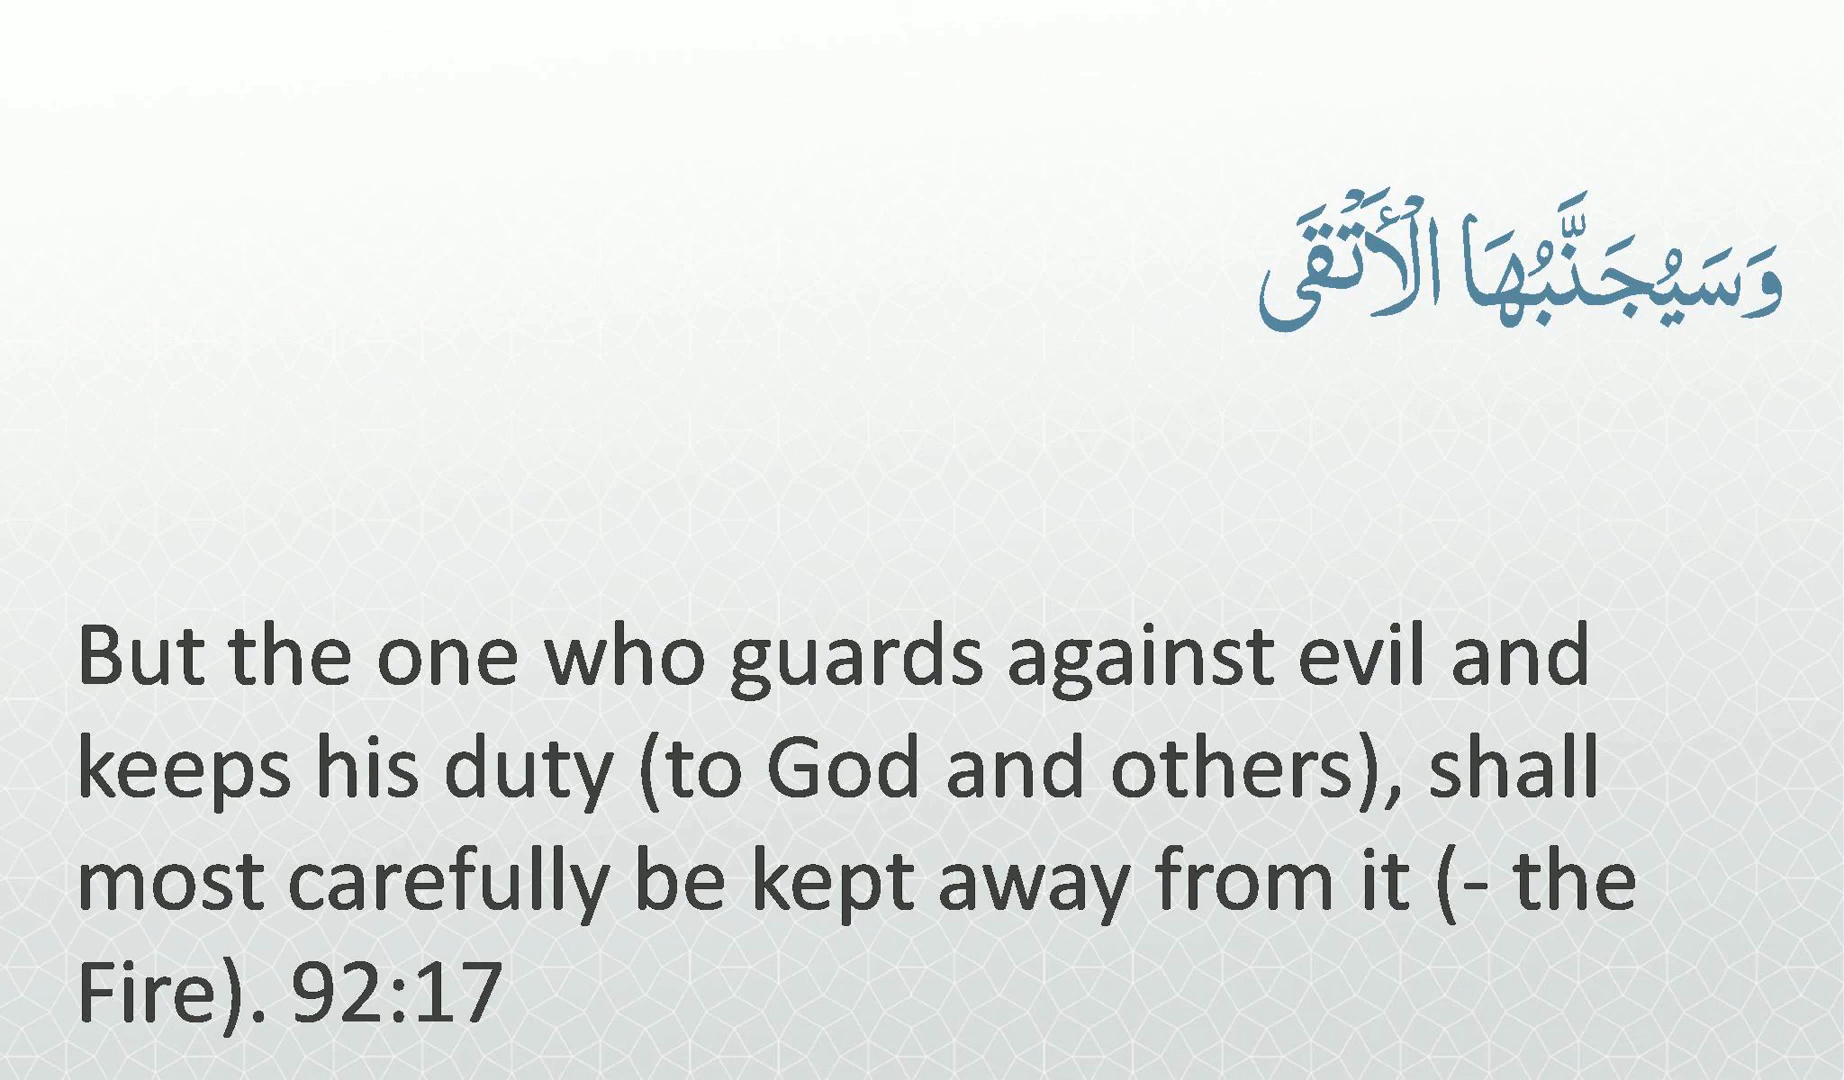 وَسَيُجَنَّبُهَا الْأَتْقَى
But the one who guards against evil and
keeps his duty (to God and others), shall
most carefully be kept away from it (- the
Fire). 92:17